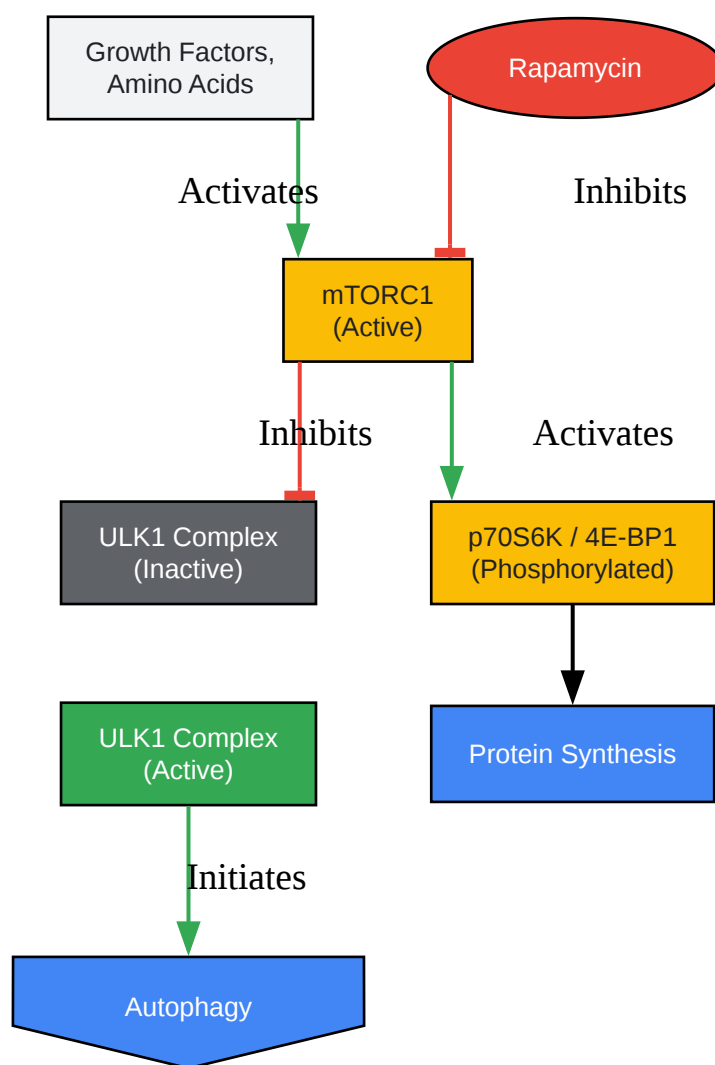 Growth Factors,
Amino Acids
Rapamycin
Activates
Inhibits
mTORC1
(Active)
Inhibits
Activates
ULK1 Complex
(Inactive)
p70S6K / 4E-BP1
(Phosphorylated)
ULK1 Complex
(Active)
Protein Synthesis
Initiates
Autophagy